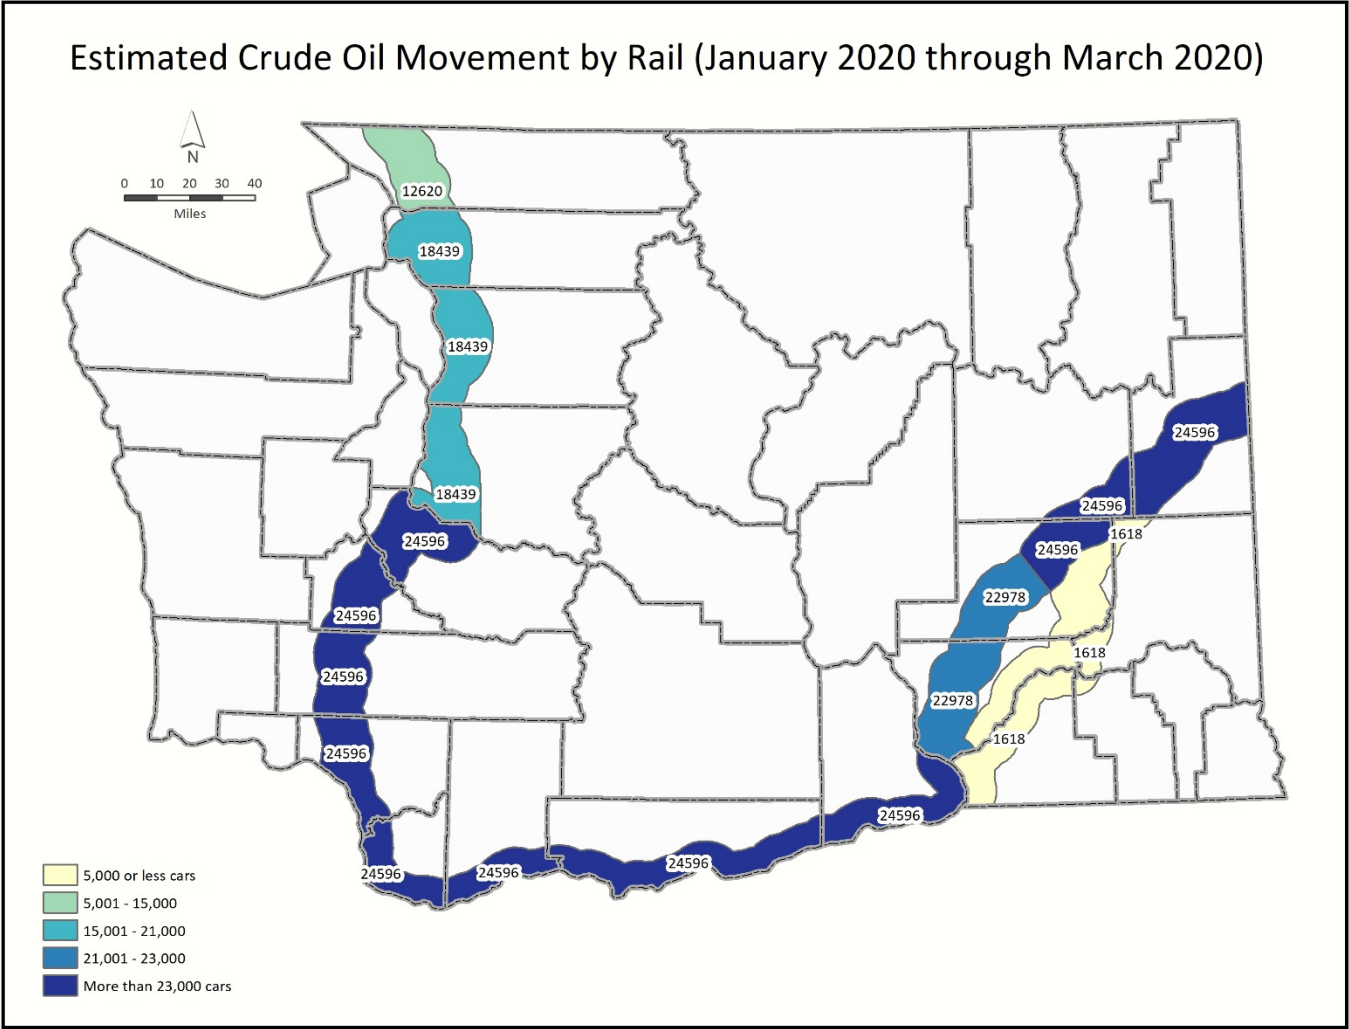 Estimated Crude Oil Movement by Rail (January 2020 through March 2020)
N
0 10 20 30 40
Miles
12620
18439
18439
24596
18439
24596
24596
1618
24596
22978
24596
1618
24596
22978
1618
24596
24596
24596
24596
24596
5,000 or less cars
5,001 - 15,000
15,001 - 21,000
21,001 - 23,000
More than 23,000 cars